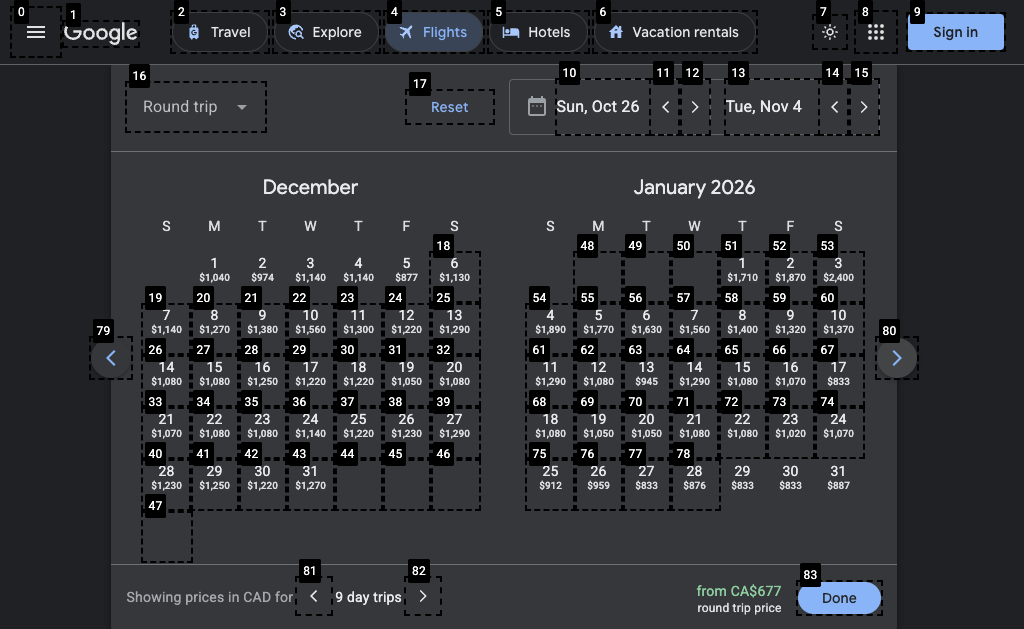 0 1 2 3 4 5 6 7 8 9
Google Travel Explore Flights Hotels Vacation rentals Sign in
16 17 10 11 12 13 14 15
Round trip Reset Sun, Oct 26 Tue, Nov 4
December
S M T W T F S
18
1 2 3 4 5 6
$1,040 $974 $1,140 $1,140 $877 $1,130
19 20 21 22 23 24 25
7 8 9 10 11 12 13
$1,140 $1,270 $1,380 $1,560 $1,300 $1,220 $1,290
26 27 28 29 30 31 32
14 15 16 17 18 19 20
$1,080 $1,080 $1,250 $1,220 $1,220 $1,050 $1,080
33 34 35 36 37 38 39
21 22 23 24 25 26 27
$1,070 $1,080 $1,080 $1,140 $1,220 $1,230 $1,290
40 41 42 43 44 45 46
28 29 30 31
$1,230 $1,250 $1,220 $1,270
47
January 2026
S M T W T F S
48 49 50 51 52 53
1 2 3
$1,710 $1,870 $2,400
54 55 56 57 58 59 60
4 5 6 7 8 9 10
$1,890 $1,770 $1,630 $1,560 $1,400 $1,320 $1,370
61 62 63 64 65 66 67
11 12 13 14 15 16 17
$1,290 $1,080 $945 $1,290 $1,080 $1,070 $833
68 69 70 71 72 73 74
18 19 20 21 22 23 24
$1,080 $1,050 $1,050 $1,080 $1,080 $1,020 $1,070
75 76 77 78
25 26 27 28 29 30 31
$912 $959 $833 $876 $833 $833 $887
79 80
81 82 83
Showing prices in CAD for 9 day trips
from CA$677
round trip price
Done